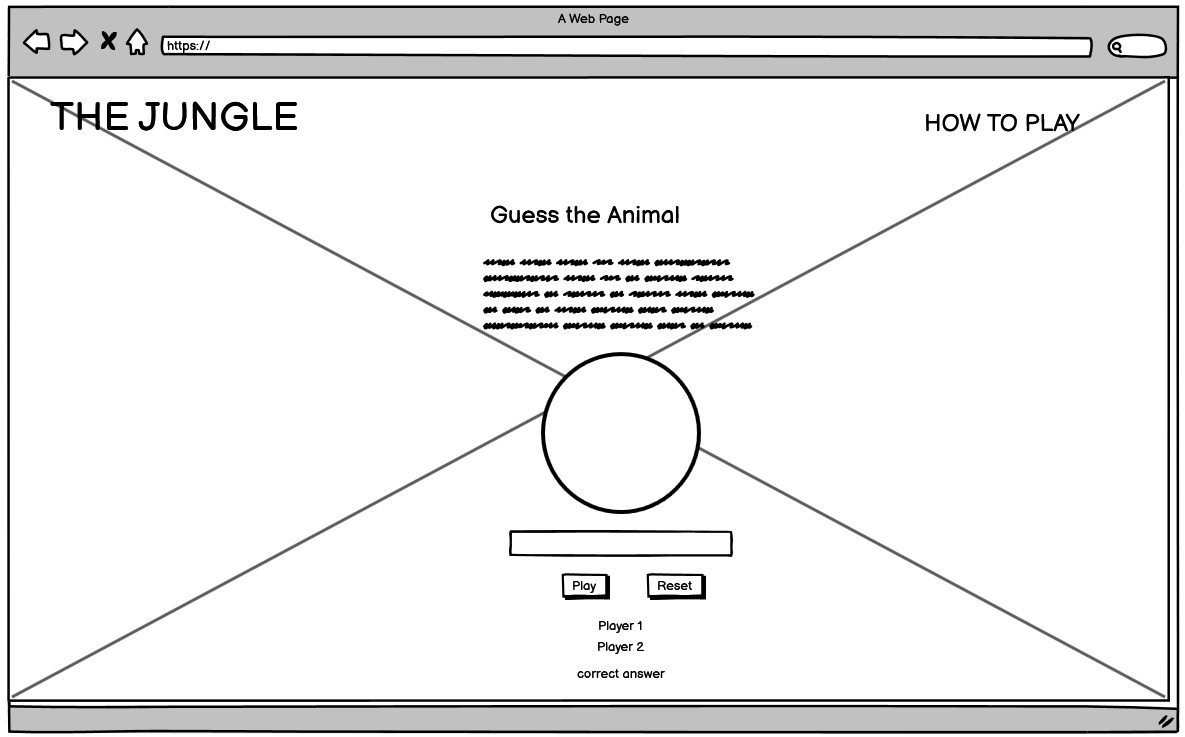 A Web Page
https://
THE JUNGLE
HOW TO PLAY
Guess the Animal
Play
Reset
Player 1
Player 2
correct answer